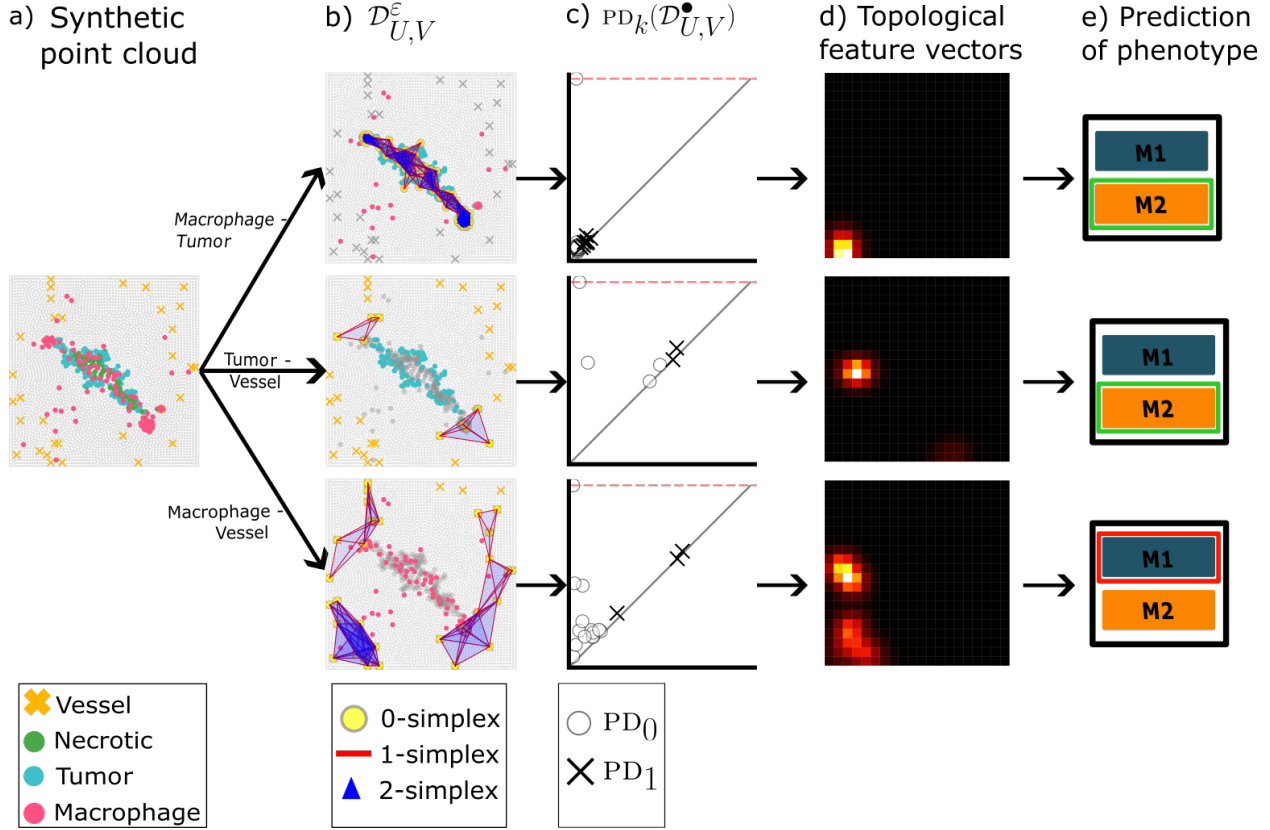 a) Synthetic
point cloud
b) 𝒟^ε_{U,V}
c) PD_k(𝒟^●_{U,V})
d) Topological
feature vectors
e) Prediction
of phenotype
Macrophage -
Tumor
Tumor -
Vessel
Macrophage -
Vessel
M1
M2
M1
M2
M1
M2
Vessel
Necrotic
Tumor
Macrophage
0-simplex
1-simplex
2-simplex
PD_0
PD_1